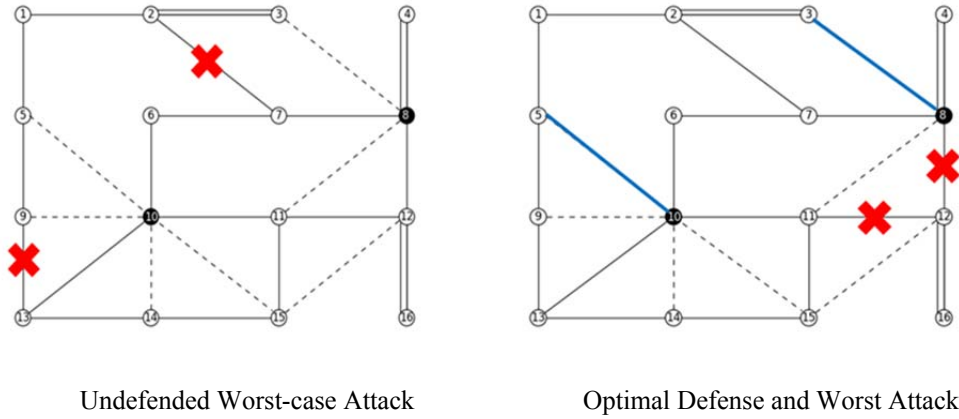 1 2 3 4 1 2 3 4
5 6 7 8 5 6 7 8
9 10 11 12 9 10 11 12
13 14 15 16 13 14 15 16
Undefended Worst-case Attack Optimal Defense and Worst Attack